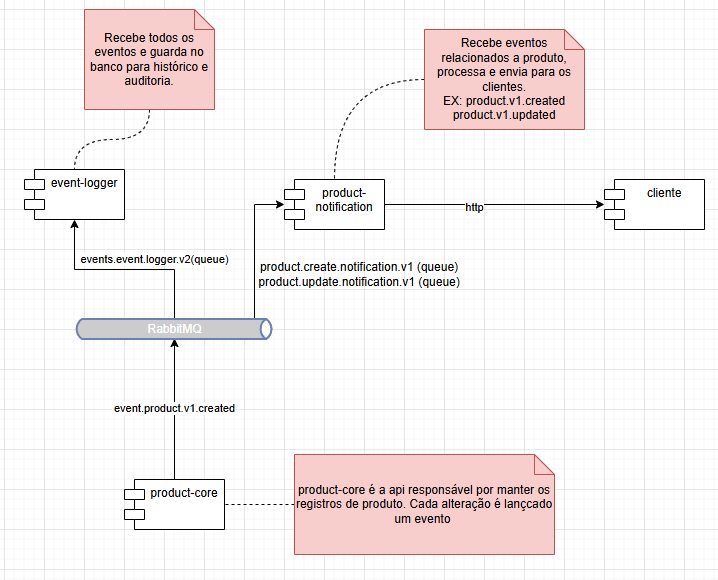 Recebe todos os
eventos e guarda no
banco para histórico e
auditoria.
Recebe eventos
relacionados a produto,
processa e envia para os
clientes.
EX: product.v1.created
product.v1.updated
event-logger
product-
notification
cliente
http
events.event.logger.v2(queue)
product.create.notification.v1 (queue)
product.update.notification.v1 (queue)
RabbitMQ
event.product.v1.created
product-core
product-core é a api responsável por manter os
registros de produto. Cada alteração é lançcado
um evento